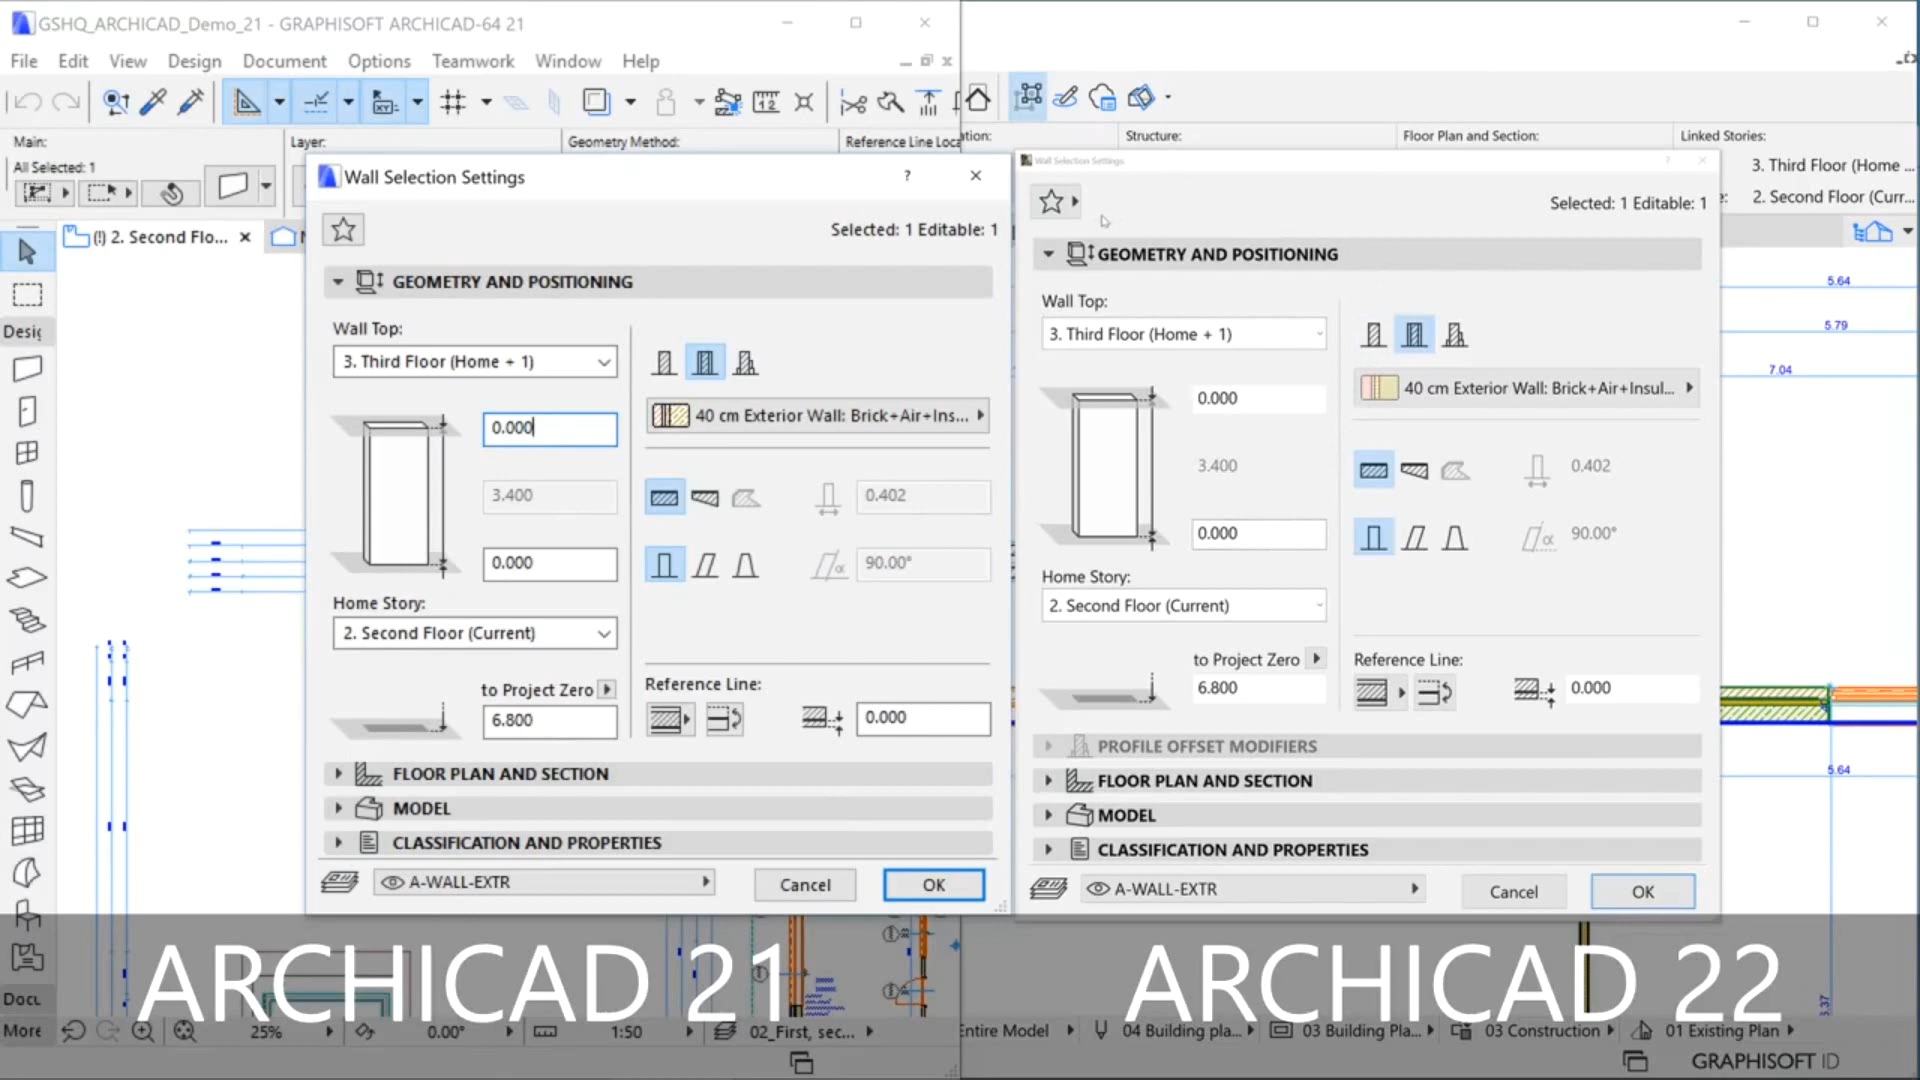 GSHQ_ARCHICAD_Demo_21 - GRAPHISOFT ARCHICAD-64 21
File Edit View Design Document Options Teamwork Window Help
Main:
Layer:
Geometry Method:
Reference Line Loca
ation:
Structure:
Floor Plan and Section:
Linked Stories:
All Selected: 1
3. Third Floor (Home ...
2. Second Floor (Curr...
(!) 2. Second Flo...
Desig
Wall Selection Settings
?
Selected: 1 Editable: 1
GEOMETRY AND POSITIONING
Wall Top:
3. Third Floor (Home + 1)
0.000
40 cm Exterior Wall: Brick+Air+Ins...
3.400
0.402
0.000
90.00°
α
Home Story:
2. Second Floor (Current)
to Project Zero
Reference Line:
6.800
0.000
FLOOR PLAN AND SECTION
MODEL
CLASSIFICATION AND PROPERTIES
A-WALL-EXTR
Cancel
OK
Wall Selection Settings
?
Selected: 1 Editable: 1
GEOMETRY AND POSITIONING
Wall Top:
3. Third Floor (Home + 1)
0.000
40 cm Exterior Wall: Brick+Air+Insul...
3.400
0.402
0.000
90.00°
α
Home Story:
2. Second Floor (Current)
to Project Zero
Reference Line:
6.800
0.000
PROFILE OFFSET MODIFIERS
FLOOR PLAN AND SECTION
MODEL
CLASSIFICATION AND PROPERTIES
A-WALL-EXTR
Cancel
OK
5.64
5.79
7.04
5.64
ARCHICAD 21
ARCHICAD 22
Docu
More
25%
0.00°
1:50
02_First, sec...
Entire Model
04 Building pla...
03 Building Pla...
03 Construction
01 Existing Plan
GRAPHISOFT ID